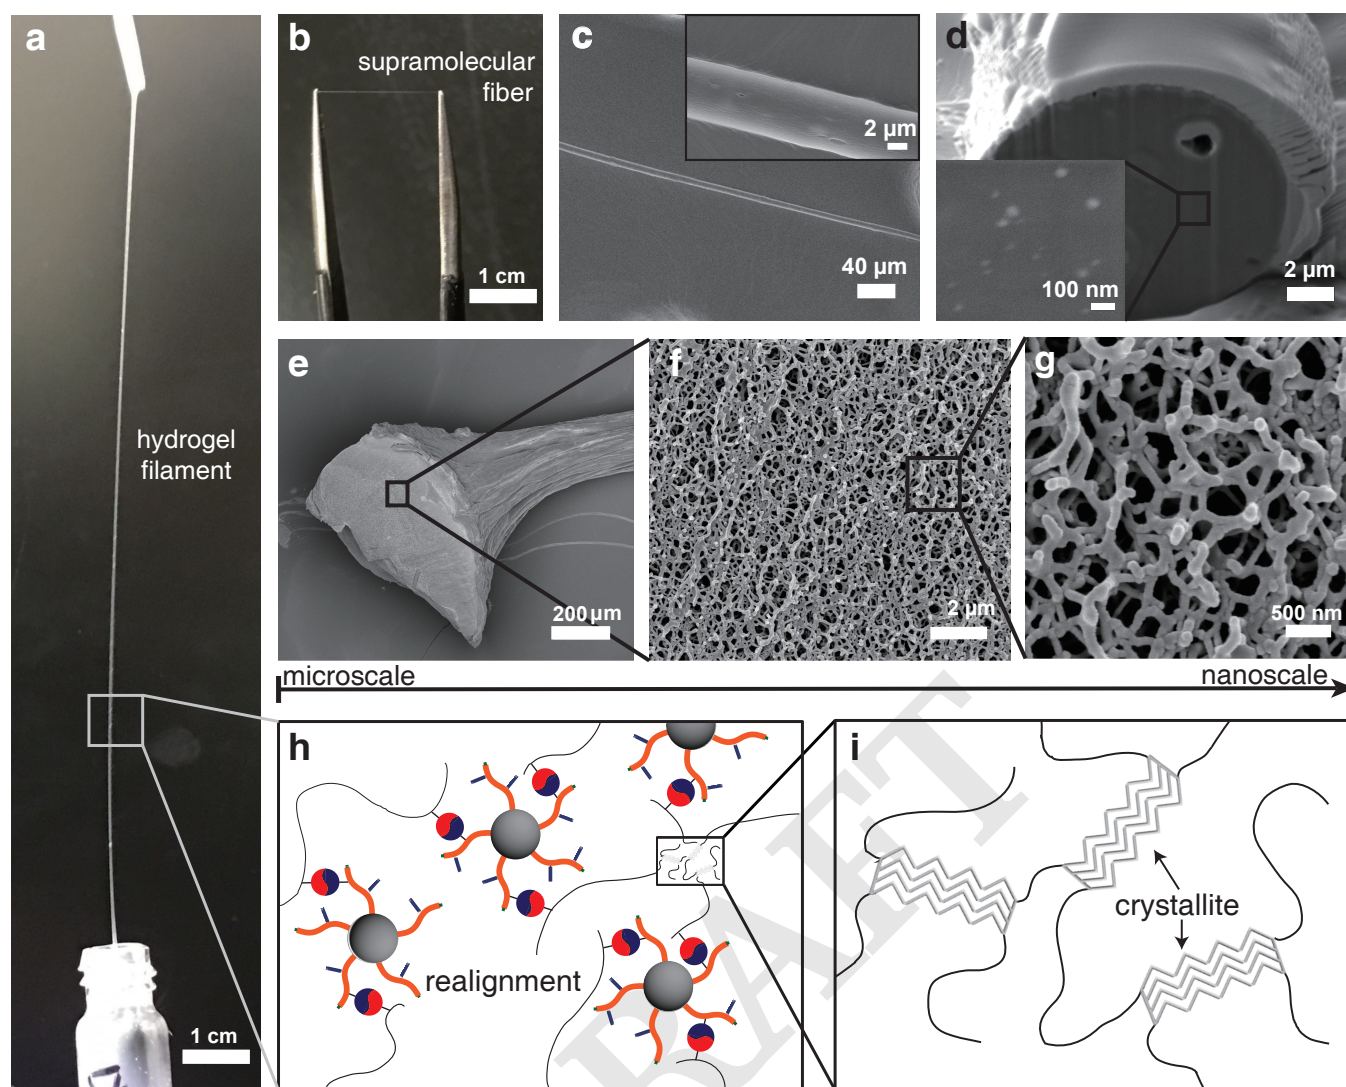 a
hydrogel
filament
1 cm
b
supramolecular
fiber
1 cm
c
2 µm
40 µm
d
100 nm
2 µm
e
200 µm
f
2 µm
g
500 nm
microscale
nanoscale
h
realignment
i
crystallite
RAFT